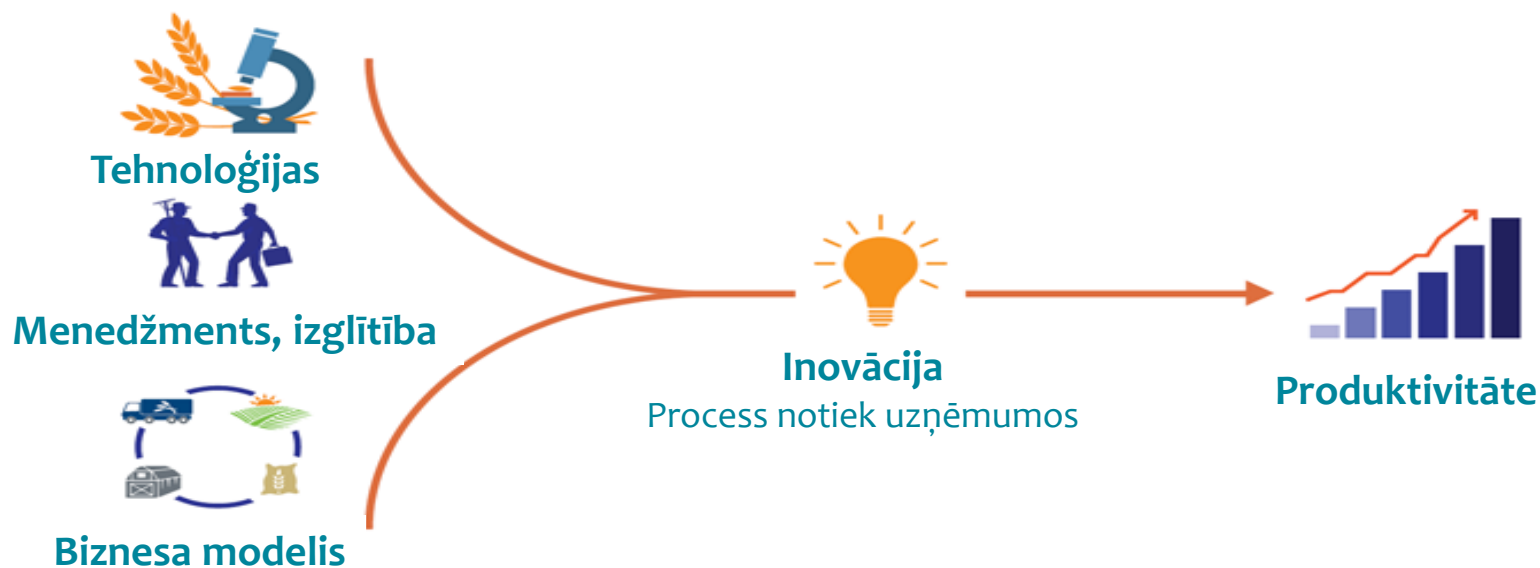 Tehnoloģijas
Menedžments, izglītība
Biznesa modelis
Inovācija
Process notiek uzņēmumos
Produktivitāte